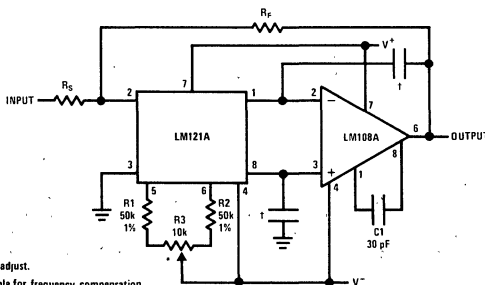 RF
V+
7
7
RS
INPUT
2
1
2
−
†
LM121A
LM108A
6
OUTPUT
3
8
3
+
4
1
8
5
6
4
R1
50k
1%
R2
50k
1%
R3
10k
*
†
C1
30 pF
V−
adjust.
for frequency compensation